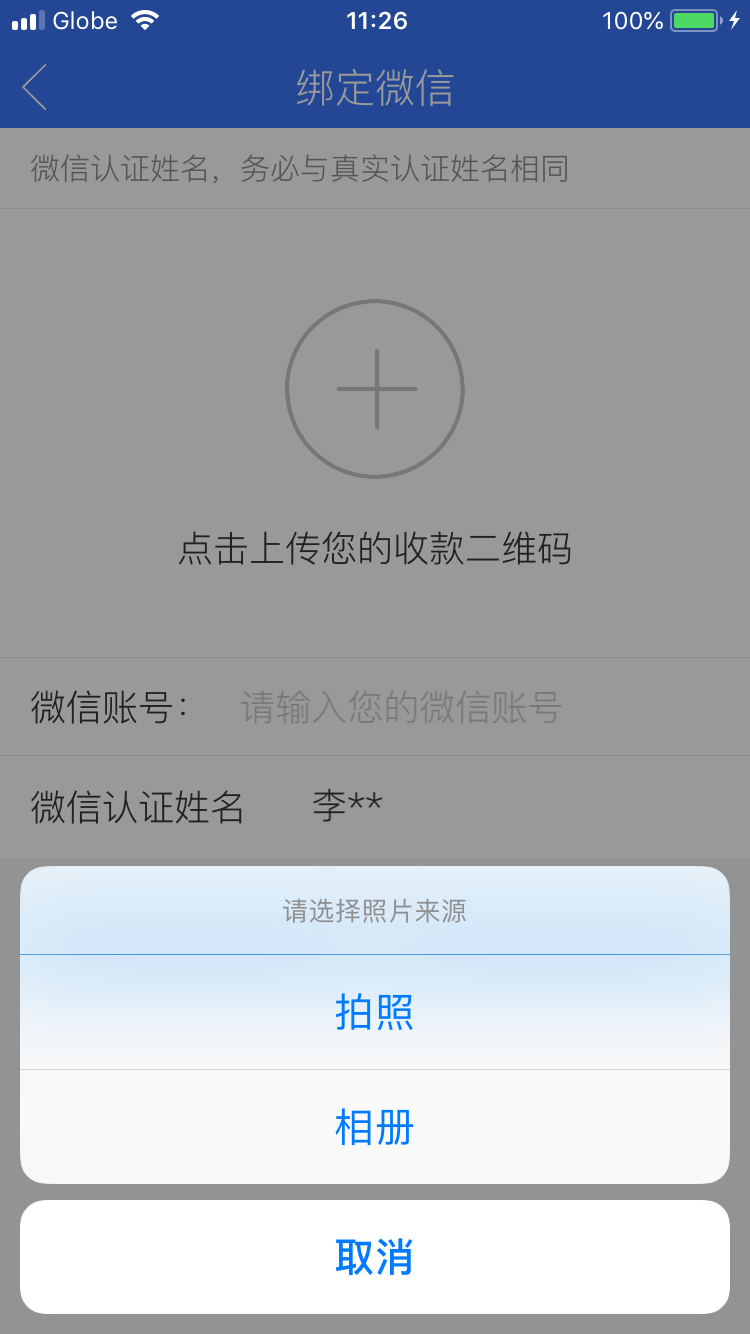 Globe 11:26 100%
绑定微信
微信认证姓名，务必与真实认证姓名相同
点击上传您的收款二维码
微信账号： 请输入您的微信账号
微信认证姓名 李**
请选择照片来源
拍照
相册
取消